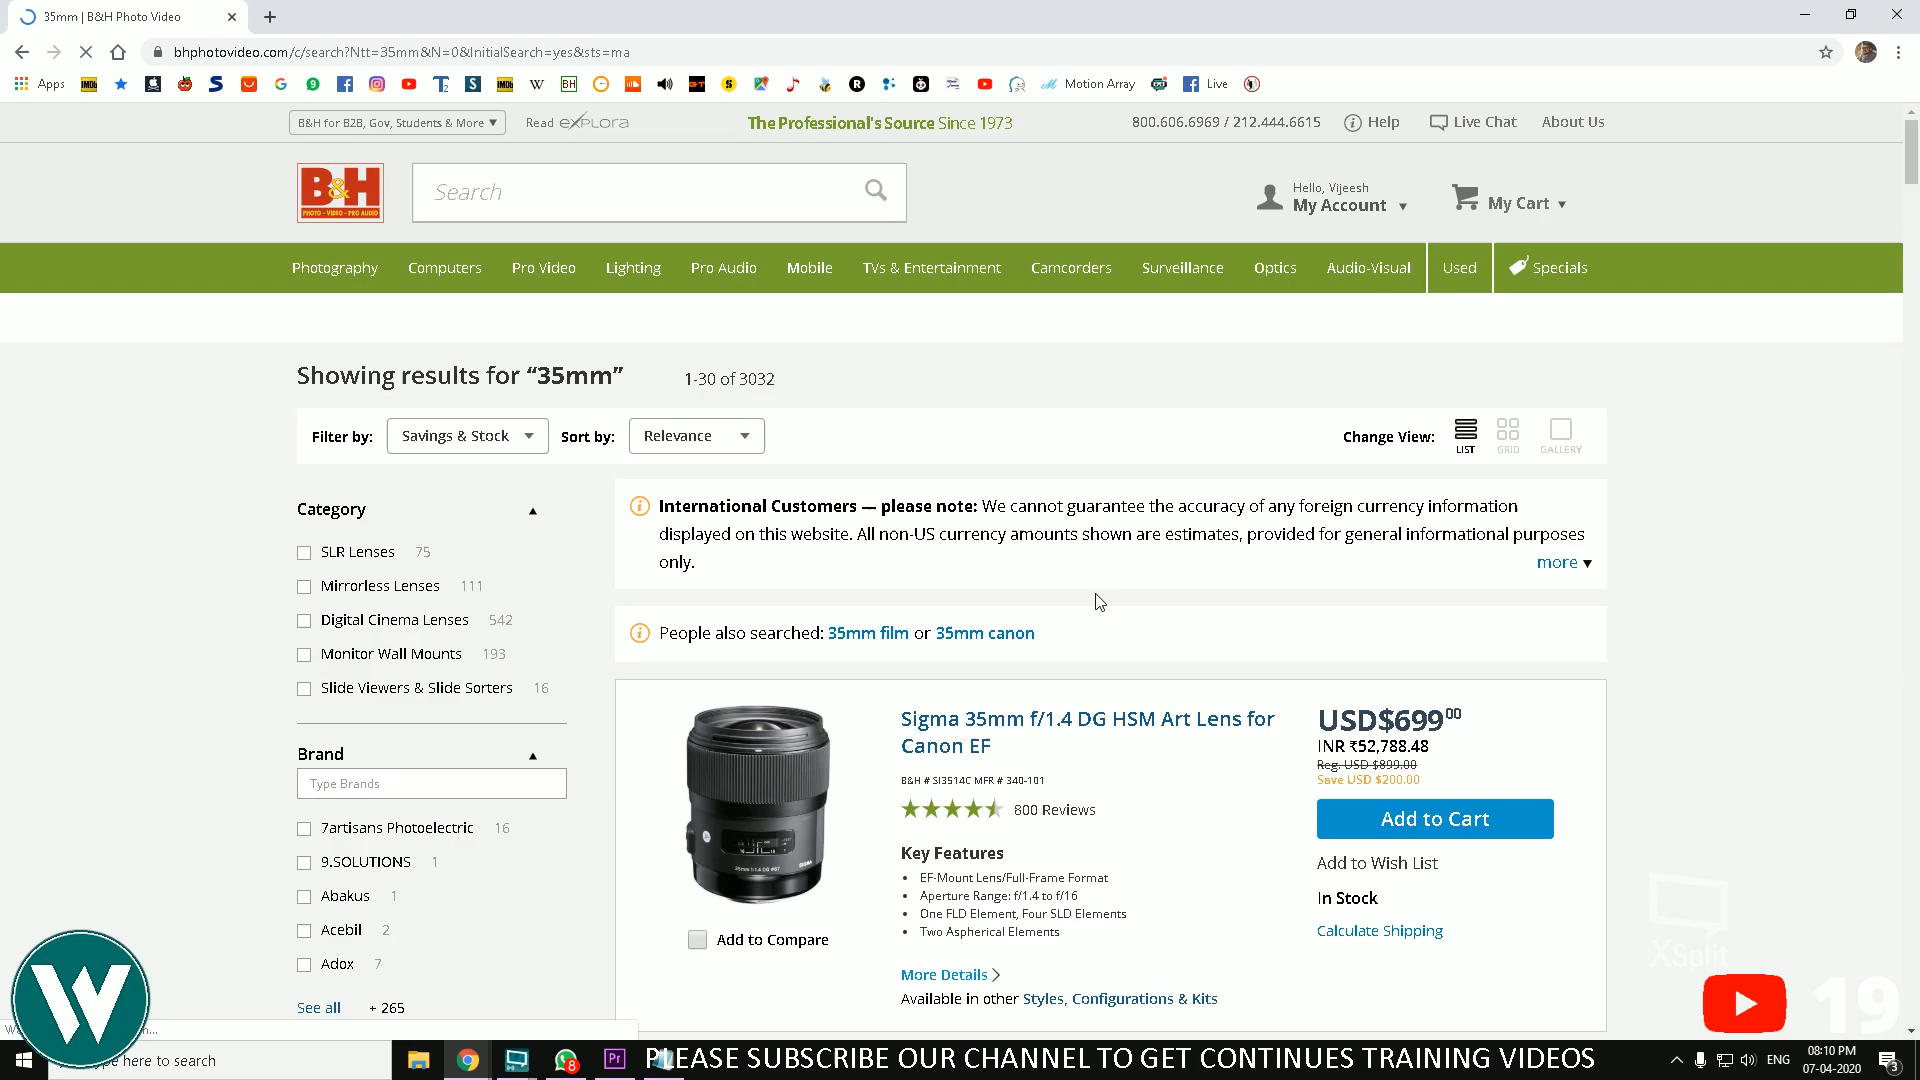 35mm | B&H Photo Video
bhphotovideo.com/c/search?Ntt=35mm&N=0&InitialSearch=yes&sts=ma
Apps
Motion Array
Live
B&H for B2B, Gov, Students & More ▼
Read eXPLORA
The Professional's Source Since 1973
800.606.6969 / 212.444.6615
Help
Live Chat
About Us
B&H
PHOTO - VIDEO - PRO AUDIO
Search
Hello, Vijeesh
My Account
My Cart
Photography
Computers
Pro Video
Lighting
Pro Audio
Mobile
TVs & Entertainment
Camcorders
Surveillance
Optics
Audio-Visual
Used
Specials
Showing results for “35mm”
1-30 of 3032
Filter by:
Savings & Stock
Sort by:
Relevance
Change View:
LIST
GRID
GALLERY
Category
SLR Lenses 75
Mirrorless Lenses 111
Digital Cinema Lenses 542
Monitor Wall Mounts 193
Slide Viewers & Slide Sorters 16
Brand
Type Brands
7artisans Photoelectric 16
9.SOLUTIONS 1
Abakus 1
Acebil 2
Adox 7
See all + 265
International Customers — please note: We cannot guarantee the accuracy of any foreign currency information
displayed on this website. All non-US currency amounts shown are estimates, provided for general informational purposes
only.
more ▼
People also searched: 35mm film or 35mm canon
Sigma 35mm f/1.4 DG HSM Art Lens for
Canon EF
B&H # SI3514C MFR # 340-101
800 Reviews
Key Features
• EF-Mount Lens/Full-Frame Format
• Aperture Range: f/1.4 to f/16
• One FLD Element, Four SLD Elements
• Two Aspherical Elements
More Details
Available in other Styles, Configurations & Kits
Add to Compare
USD$699 00
INR ₹52,788.48
Reg. USD $899.00
Save USD $200.00
Add to Cart
Add to Wish List
In Stock
Calculate Shipping
XSplit
19
W
here to search
PLEASE SUBSCRIBE OUR CHANNEL TO GET CONTINUES TRAINING VIDEOS
8
Pr
ENG
08:10 PM
07-04-2020
3